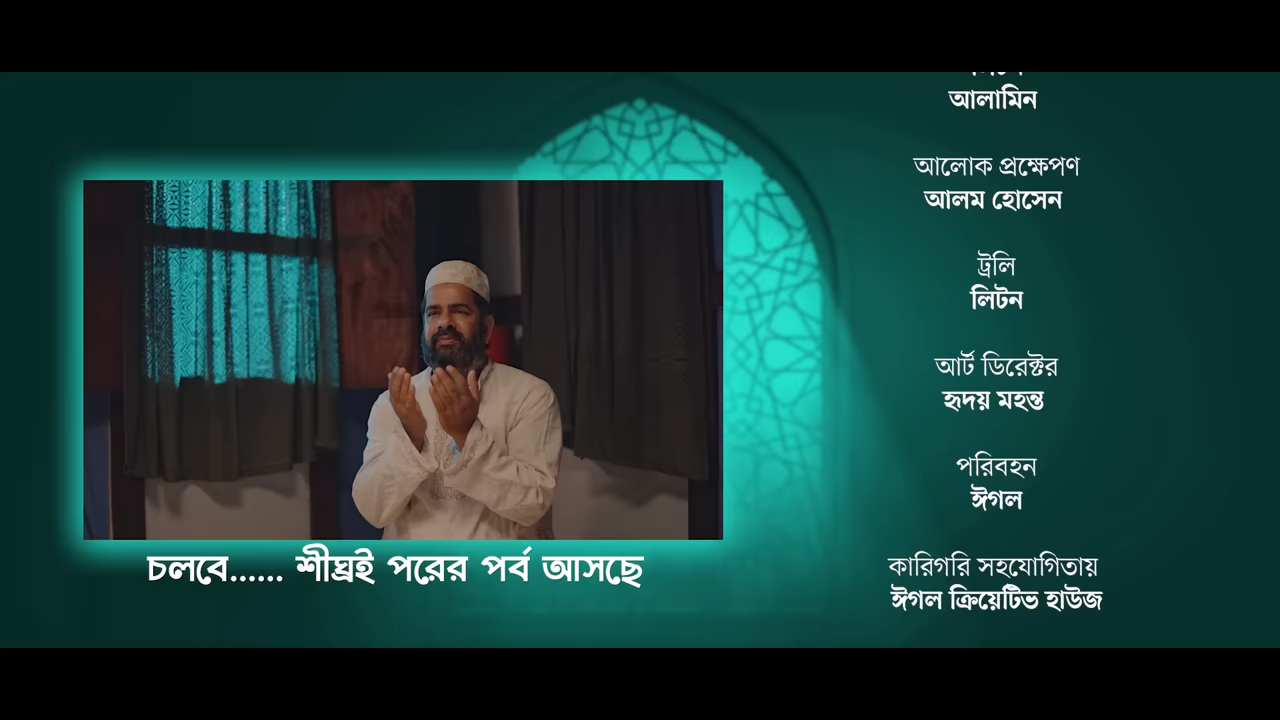 আলামিন
আলোক প্রক্ষেপণ
আলম হোসেন
ট্রলি
লিটন
আর্ট ডিরেক্টর
হৃদয় মহন্ত
পরিবহন
ঈগল
কারিগরি সহযোগিতায়
ঈগল ক্রিয়েটিভ হাউজ
চলবে...... শীঘ্রই পরের পর্ব আসছে